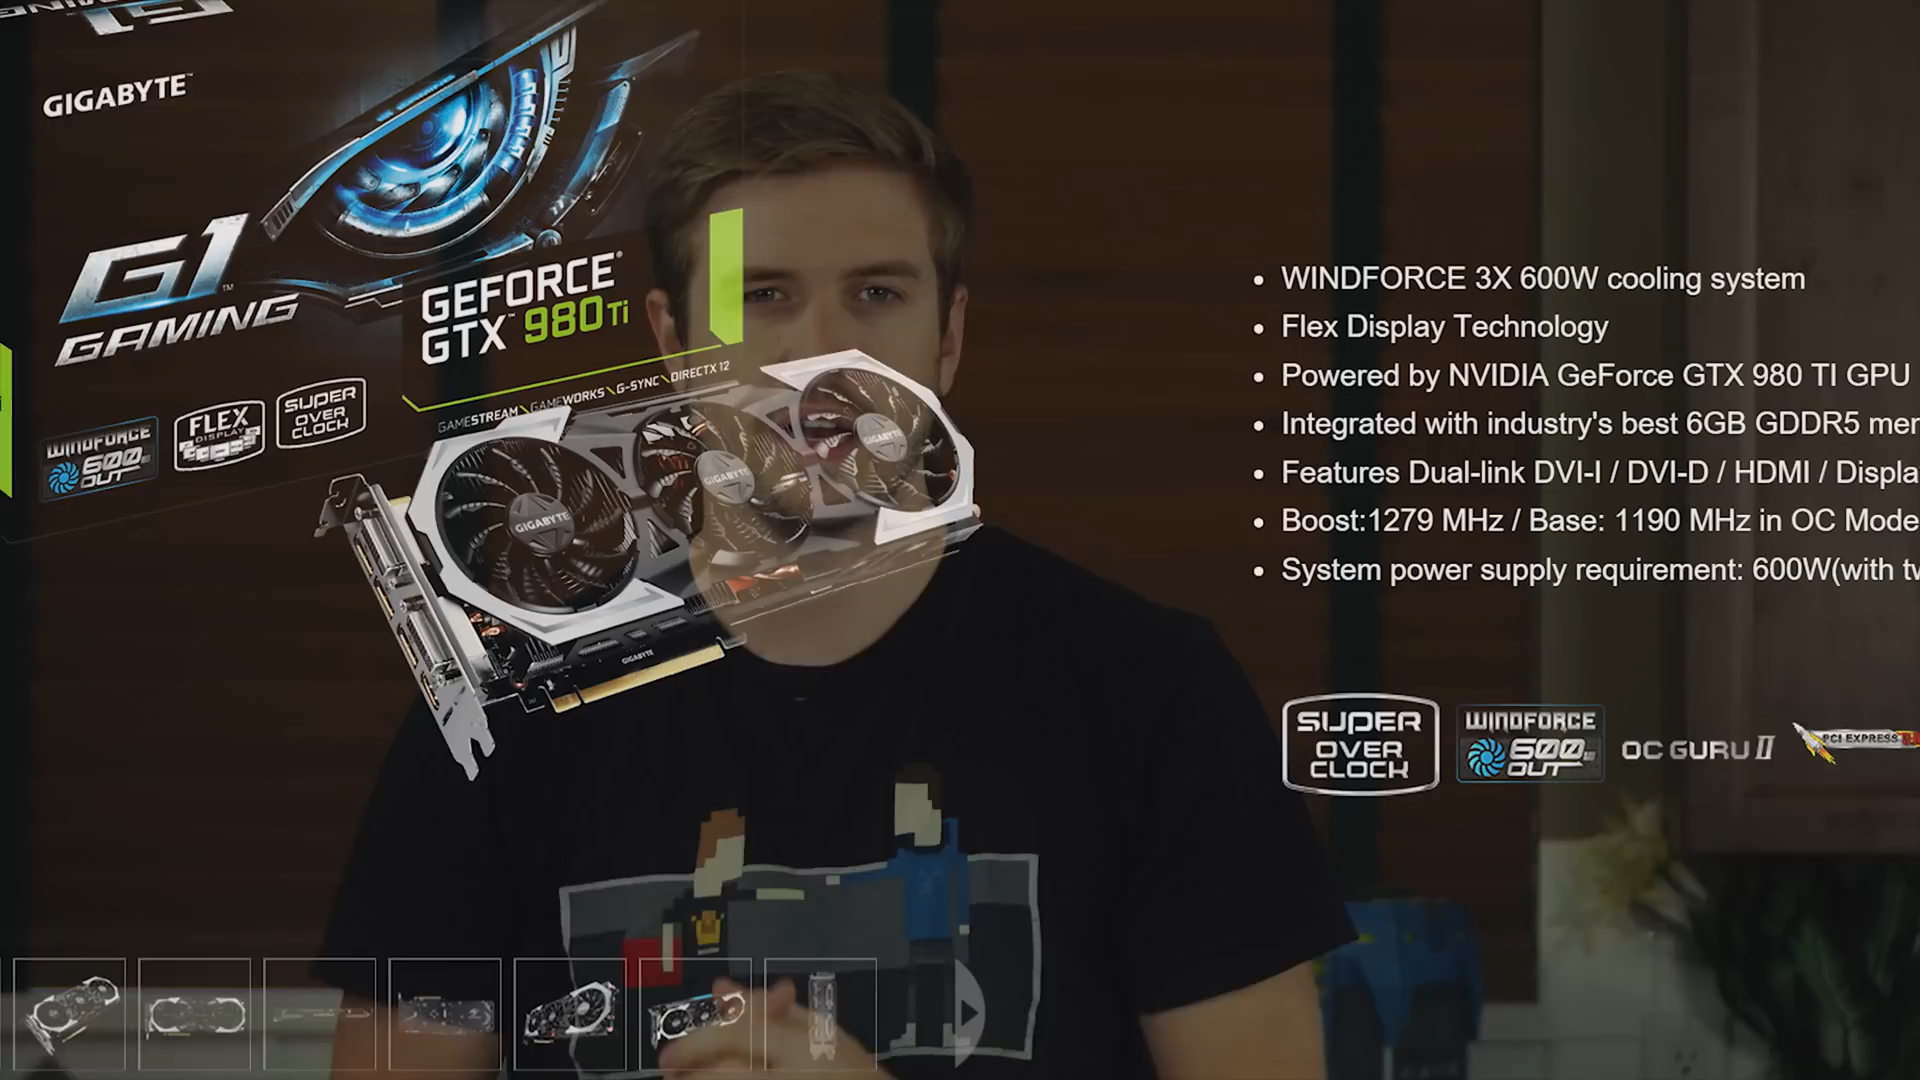 GIGABYTE™
G1™
GAMING
GEFORCE®
GTX™ 980Ti
GAMESTREAM \ GAMEWORKS \ G-SYNC \ DIRECTX 12
WINDFORCE
600W
OUT
FLEX
DISPLAY
SUPER
OVER
CLOCK
GIGABYTE
GIGABYTE
GIGABYTE
GIGABYTE
• WINDFORCE 3X 600W cooling system
• Flex Display Technology
• Powered by NVIDIA GeForce GTX 980 TI GPU
• Integrated with industry's best 6GB GDDR5 mer
• Features Dual-link DVI-I / DVI-D / HDMI / Displa
• Boost:1279 MHz / Base: 1190 MHz in OC Mode
• System power supply requirement: 600W(with tw
SUPER
OVER
CLOCK
WINDFORCE
600W
OUT
OC GURU II
PCI EXPRESS